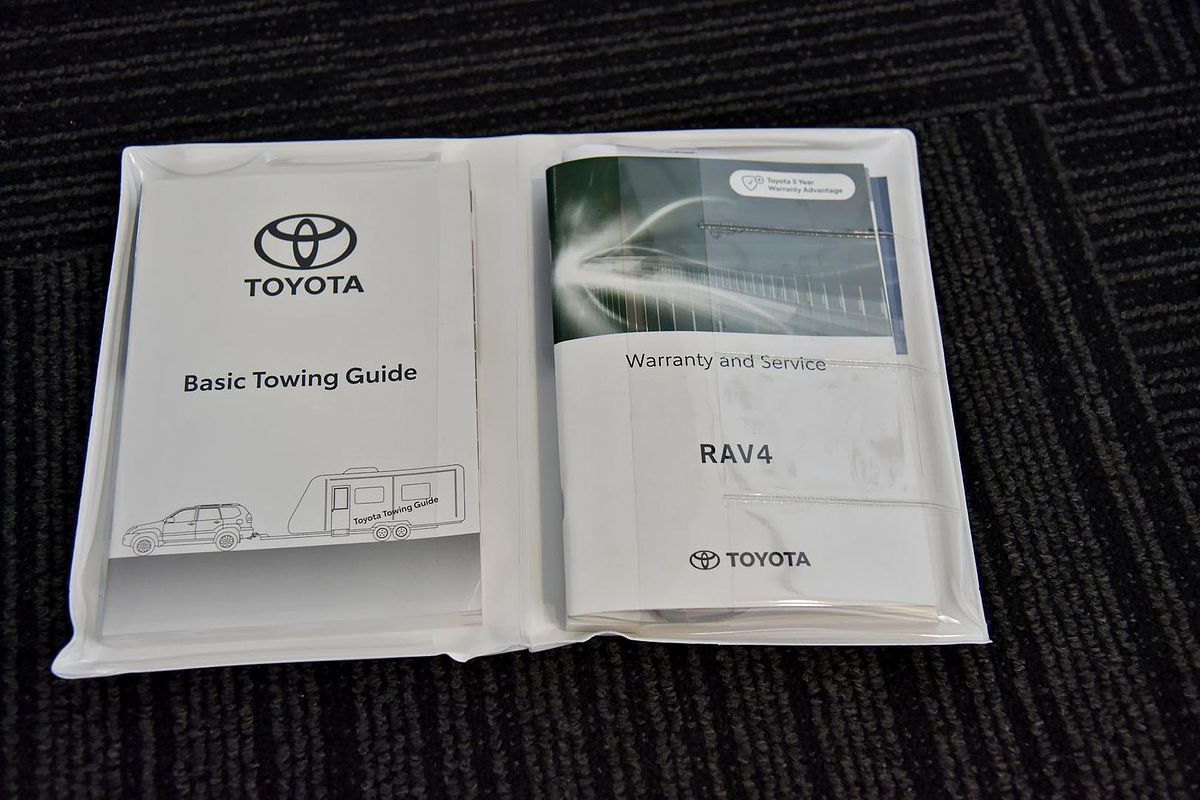 TOYOTA
Basic Towing Guide
Toyota Towing Guide
Toyota 5 Year
Warranty Advantage
Warranty and Service
RAV4
TOYOTA